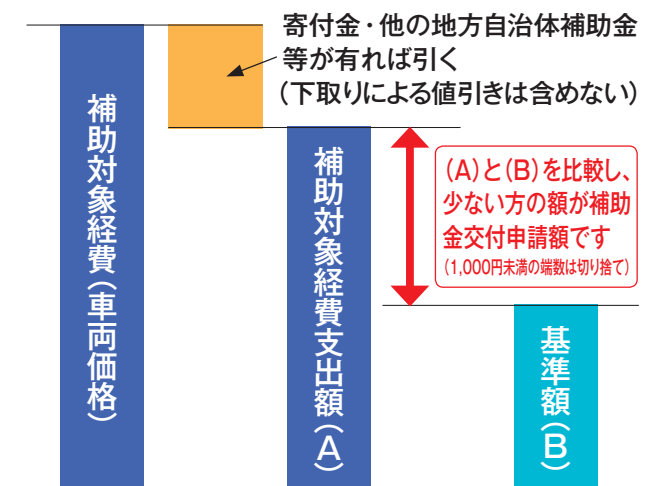 寄付金・他の地方自治体補助金
等が有れば引く
（下取りによる値引きは含めない）
補助対象経費（車両価格）
補助対象経費支出額（A）
（A）と（B）を比較し、
少ない方の額が補助
金交付申請額です
（1,000円未満の端数は切り捨て）
基準額（B）